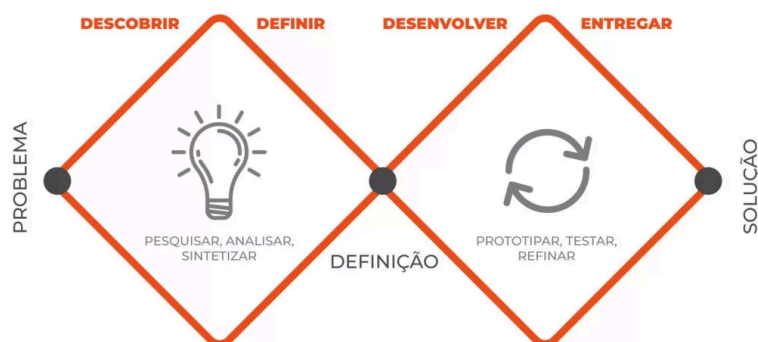 DESCOBRIR
DEFINIR
DESENVOLVER
ENTREGAR
PROBLEMA
PESQUISAR, ANALISAR,
SINTETIZAR
DEFINIÇÃO
PROTOTIPAR, TESTAR,
REFINAR
SOLUÇÃO